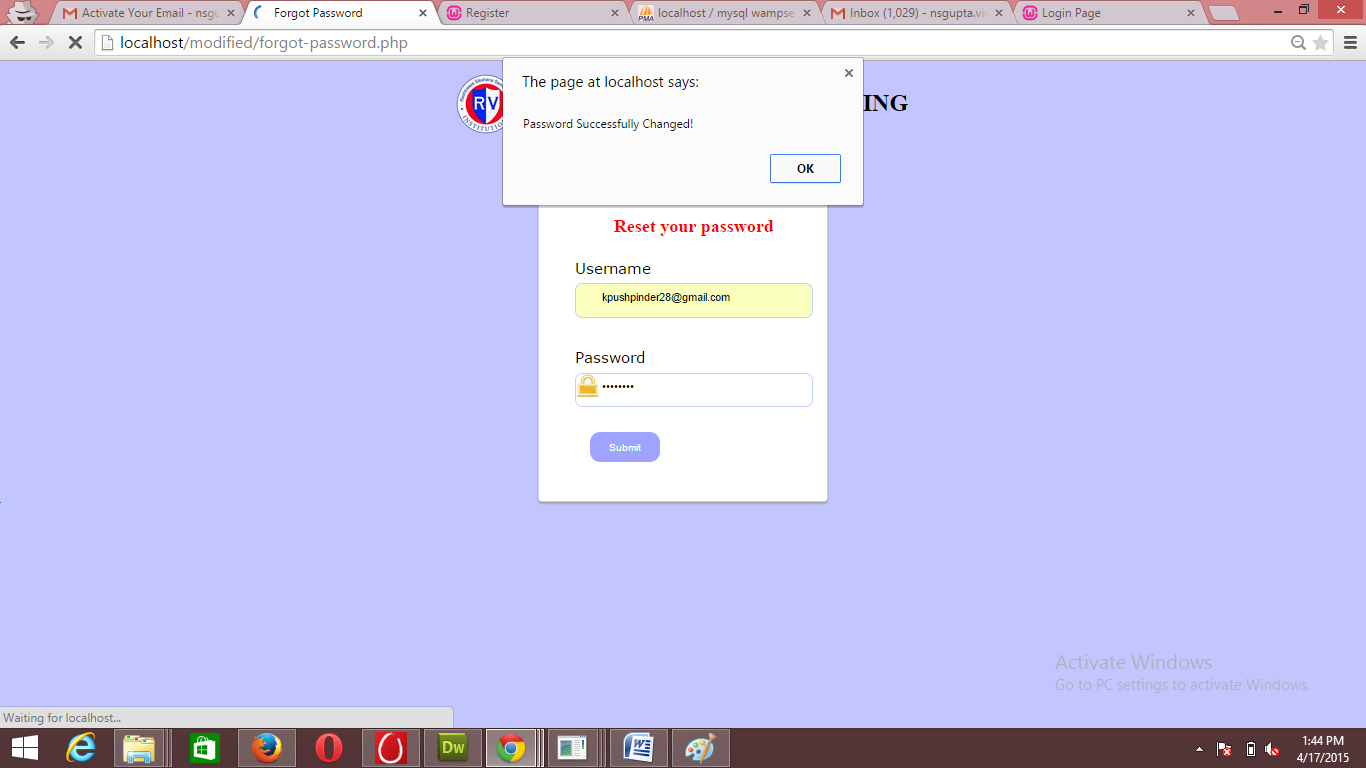 Activate Your Email - nsgu
Forgot Password
Register
localhost / mysql wampse
Inbox (1,029) - nsgupta.vi
Login Page
localhost/modified/forgot-password.php
The page at localhost says:
Password Successfully Changed!
OK
RV
INSTITUTION
ING
Reset your password
Username
kpushpinder28@gmail.com
Password
••••••••
Submit
Activate Windows
Go to PC settings to activate Windows.
Waiting for localhost...
Dw
1:44 PM
4/17/2015